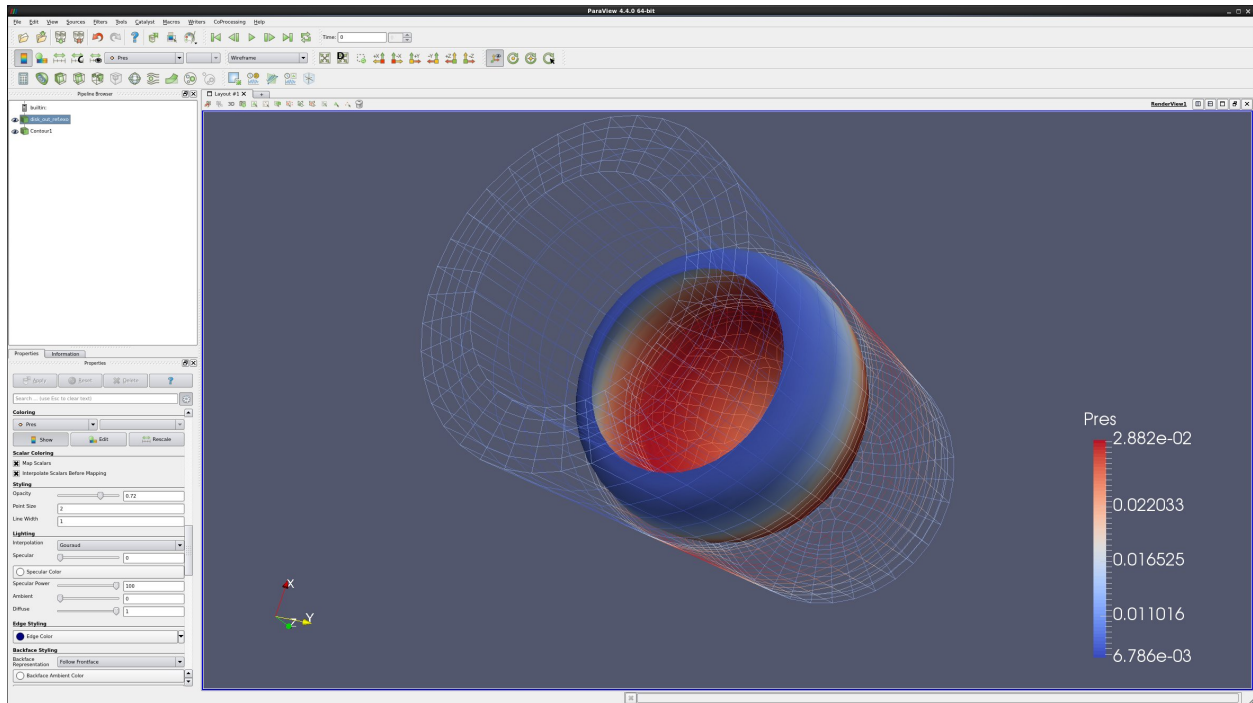 ParaView 4.4.0 64-bit
File Edit View Sources Filters Tools Catalyst Macros Writers CoProcessing Help
Time: 0
Pres Wireframe
Pipeline Browser
Layout #1
builtin:
disk_out_ref.exo
Contour1
3D
RenderView1
Properties Information
Properties
Apply Reset Delete ?
Search ... (use Esc to clear text)
Coloring
Pres
Show Edit Rescale
Scalar Coloring
Map Scalars
Interpolate Scalars Before Mapping
Styling
Opacity 0.72
Point Size 2
Line Width 1
Lighting
Interpolation Gouraud
Specular 0
Specular Color
Specular Power 100
Ambient 0
Diffuse 1
Edge Styling
Edge Color
Backface Styling
Backface Representation Follow Frontface
Backface Ambient Color
X
Y
Z
Pres
2.882e-02
0.022033
0.016525
0.011016
6.786e-03